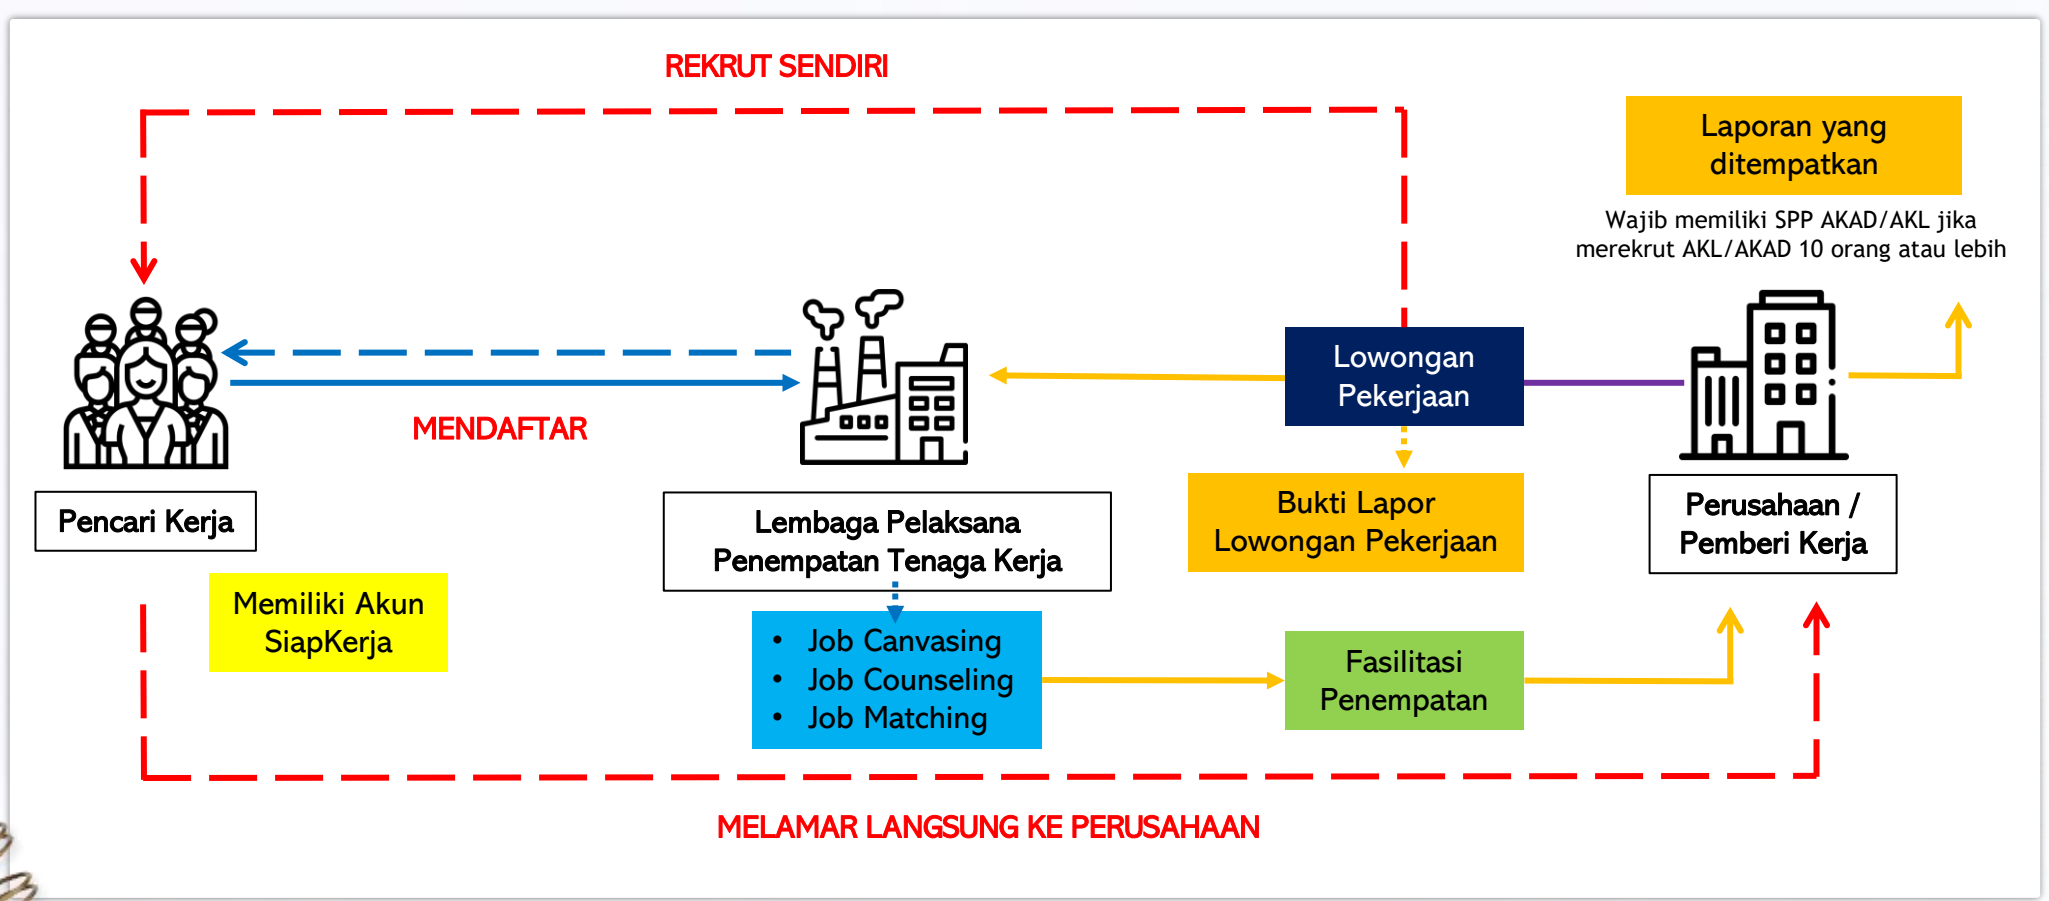 REKRUT SENDIRI
Laporan yang
ditempatkan
Wajib memiliki SPP AKAD/AKL jika
merekrut AKL/AKAD 10 orang atau lebih
Lowongan
Pekerjaan
MENDAFTAR
Pencari Kerja
Lembaga Pelaksana
Penempatan Tenaga Kerja
Bukti Lapor
Lowongan Pekerjaan
Perusahaan /
Pemberi Kerja
Memiliki Akun
SiapKerja
• Job Canvasing
• Job Counseling
• Job Matching
Fasilitasi
Penempatan
MELAMAR LANGSUNG KE PERUSAHAAN